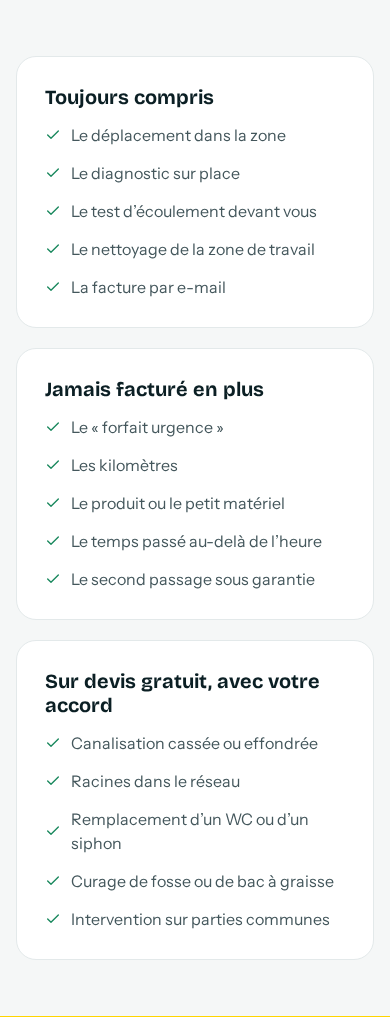 Toujours compris
Le déplacement dans la zone
Le diagnostic sur place
Le test d’écoulement devant vous
Le nettoyage de la zone de travail
La facture par e-mail
Jamais facturé en plus
Le « forfait urgence »
Les kilomètres
Le produit ou le petit matériel
Le temps passé au-delà de l’heure
Le second passage sous garantie
Sur devis gratuit, avec votre
accord
Canalisation cassée ou effondrée
Racines dans le réseau
Remplacement d’un WC ou d’un
siphon
Curage de fosse ou de bac à graisse
Intervention sur parties communes